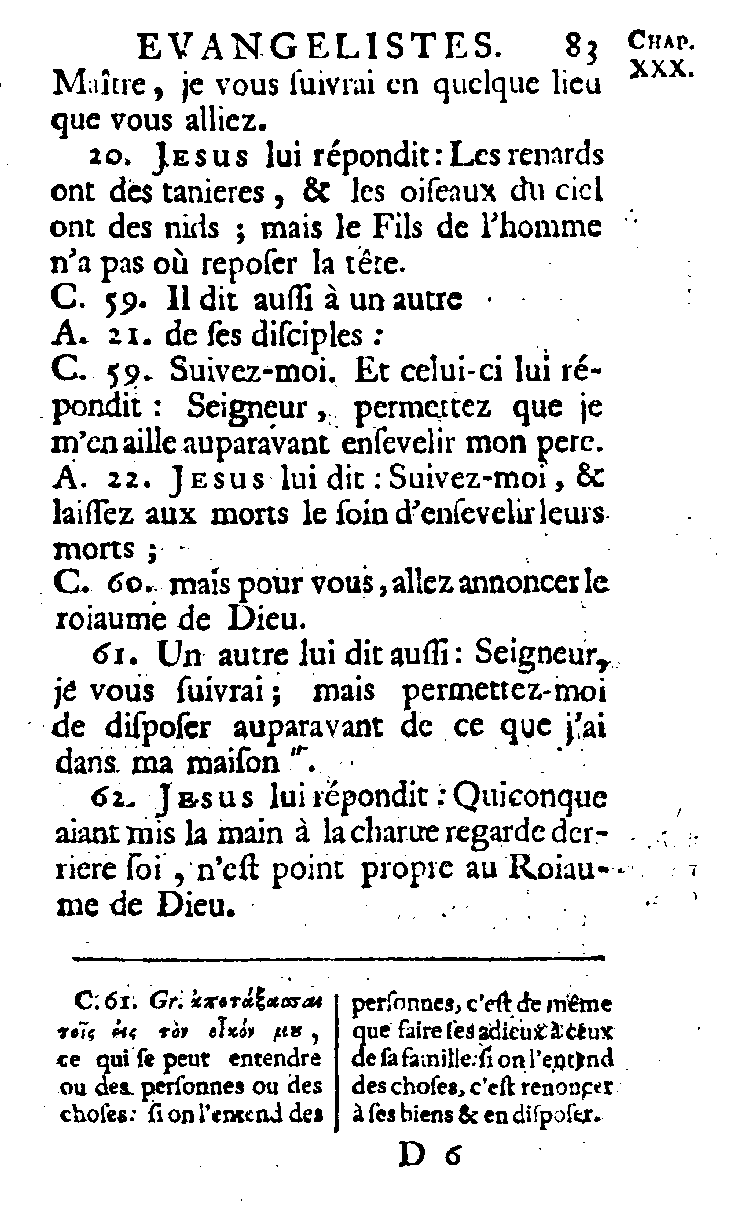 EVANGELISTES. 83 CHAP.
XXX.
Maître, je vous ſuivrai en quelque lieu
que vous alliez.
20. JESUS lui répondit: Les renards
ont des tanieres, & les oiſeaux du ciel
ont des nids ; mais le Fils de l'homme
n'a pas où repoſer la tête.
C. 59. Il dit auſſi à un autre
A. 21. de ſes diſciples :
C. 59. Suivez-moi. Et celui-ci lui ré-
pondit : Seigneur, permettez que je
m'en aille auparavant enſevelir mon pere.
A. 22. JESUS lui dit : Suivez-moi, &
laiſſez aux morts le ſoin d'enſevelir leurs
morts ;
C. 60. mais pour vous, allez annoncer le
roiaume de Dieu.
61. Un autre lui dit auſſi: Seigneur,
je vous ſuivrai; mais permettez-moi
de diſpoſer auparavant de ce que j'ai
dans ma maiſon ".
62. JESUS lui répondit : Quiconque
aiant mis la main à la charue regarde der-
riere ſoi, n'eſt point propre au Roiau-
me de Dieu.
C. 61. Gr. ἀποτάξασθαι
τοῖς εἰς τὸν οἶκόν μου,
ce qui ſe peut entendre
ou des perſonnes ou des
choſes: ſi on l'entend des
perſonnes, c'eſt de même
que faire ſes adieux à ceux
de ſa famille: ſi on l'entend
des choſes, c'eſt renoncer
à ſes biens & en diſpoſer.
D 6